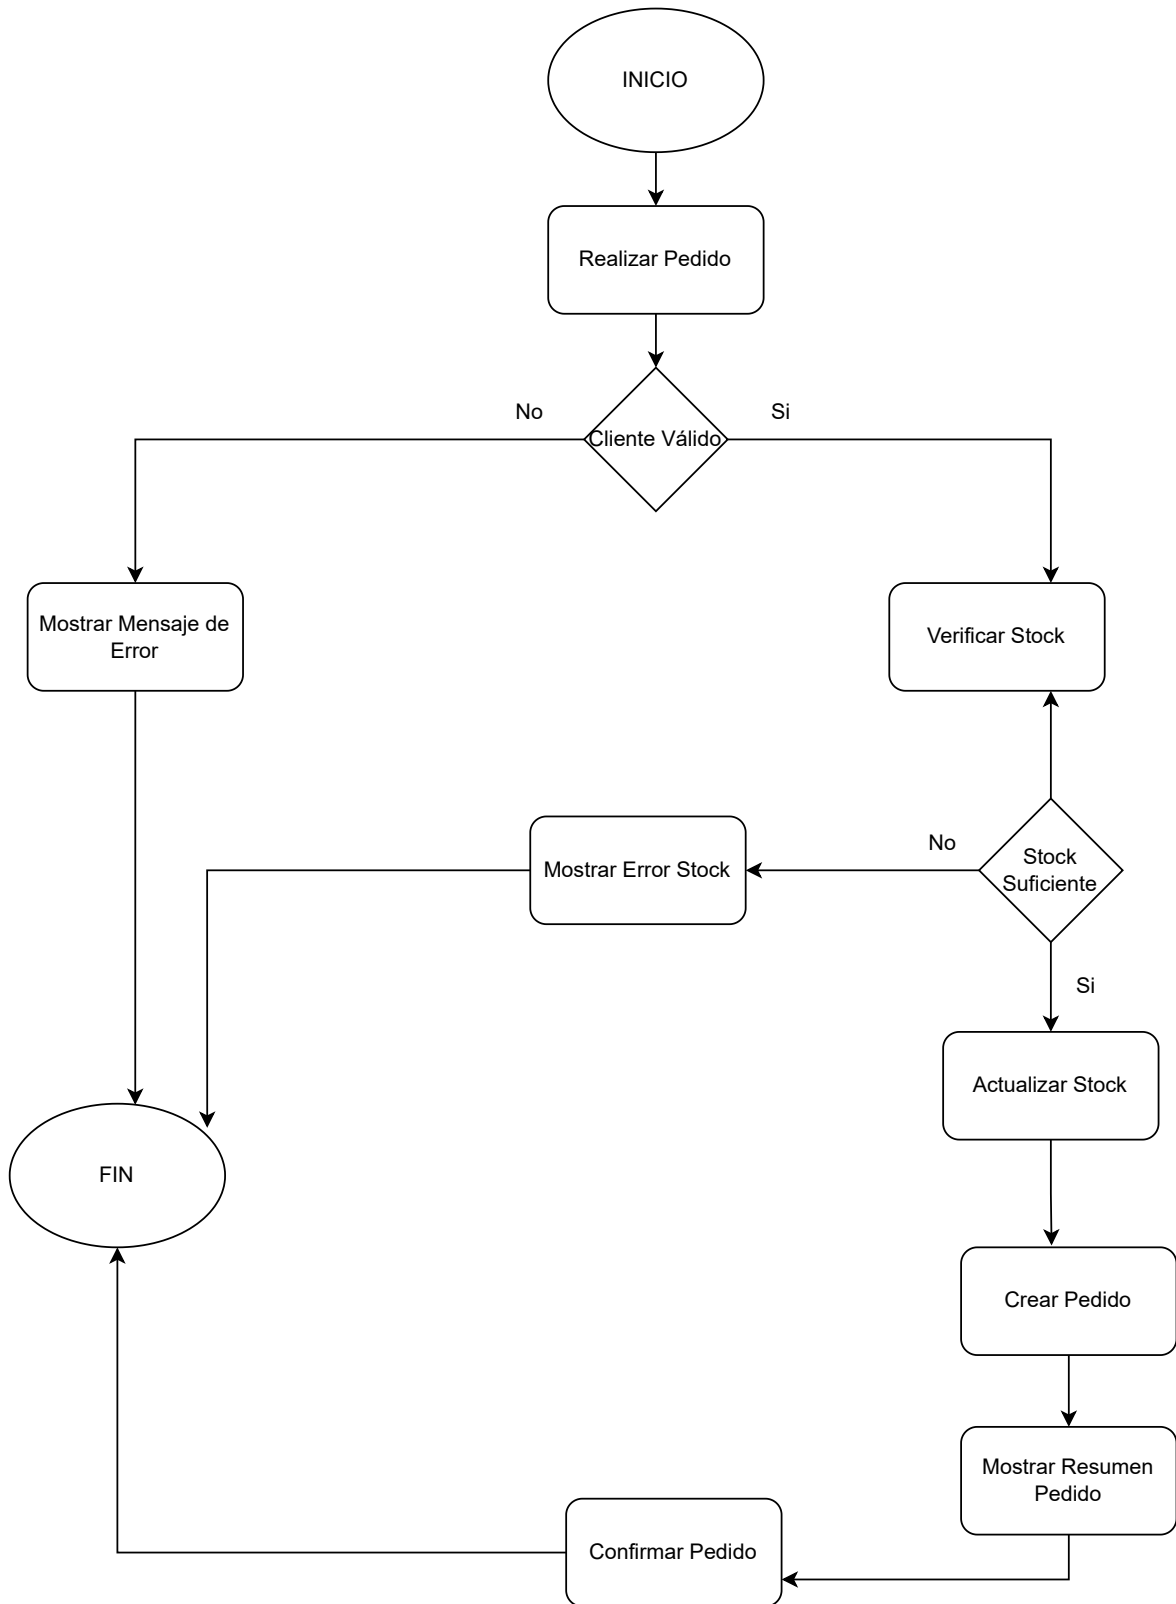 INICIO
Realizar Pedido
No
Si
Cliente Válido
Mostrar Mensaje de
Error
Verificar Stock
Mostrar Error Stock
No
Stock
Suficiente
Si
Actualizar Stock
FIN
Crear Pedido
Mostrar Resumen
Pedido
Confirmar Pedido